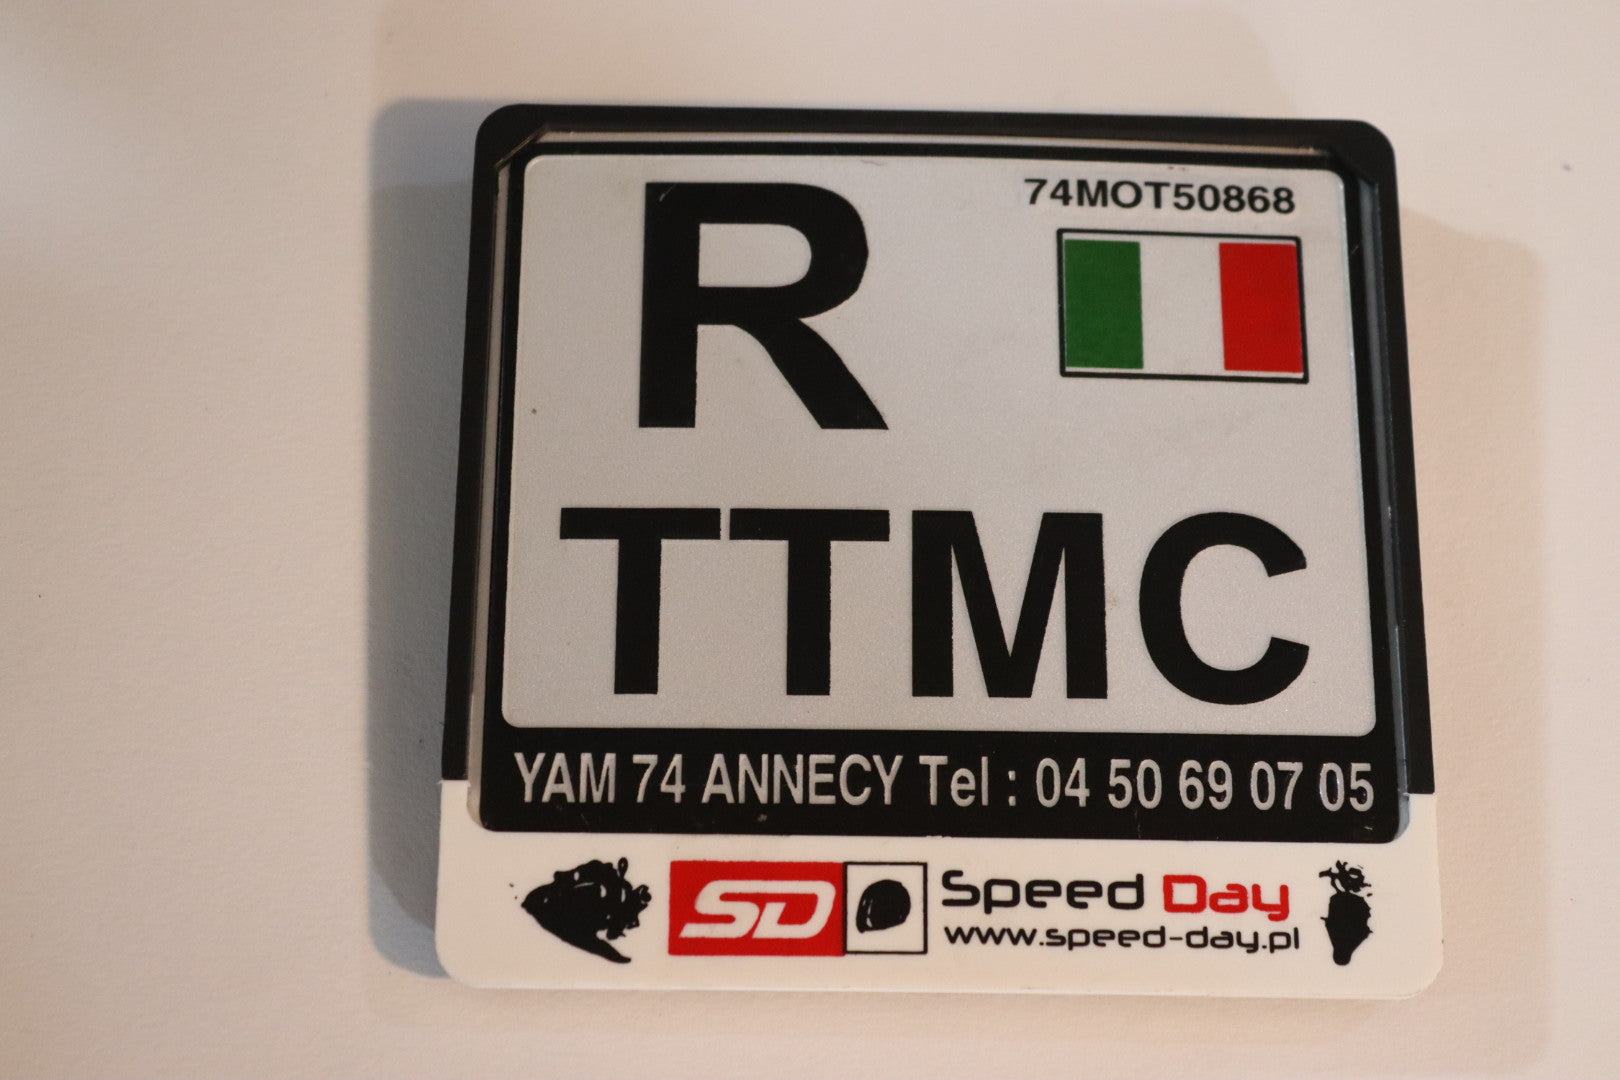 R
74MOT50868
TTMC
YAM 74 ANNECY Tel : 04 50 69 07 05
SD
Speed Day
www.speed-day.pl